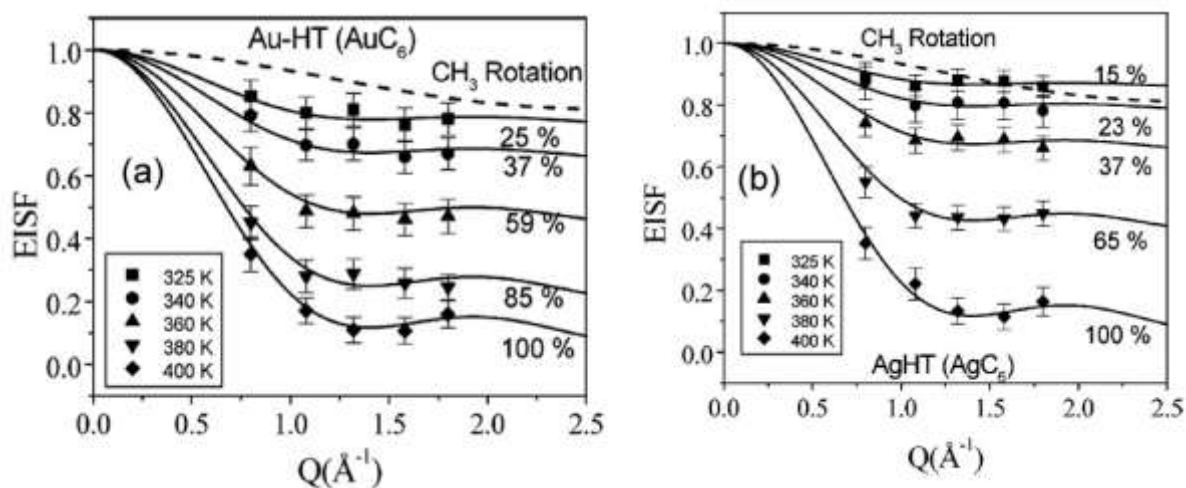 Au-HT (AuC₆)
CH₃ Rotation
25 %
37 %
59 %
85 %
100 %
(a)
325 K
340 K
360 K
380 K
400 K
EISF
1.0
0.8
0.6
0.4
0.2
0.0
0.0 0.5 1.0 1.5 2.0 2.5
Q(Å⁻¹)
CH₃ Rotation
15 %
23 %
37 %
65 %
100 %
(b)
325 K
340 K
360 K
380 K
400 K
AgHT (AgC₆)
EISF
1.0
0.8
0.6
0.4
0.2
0.0
0.0 0.5 1.0 1.5 2.0 2.5
Q(Å⁻¹)